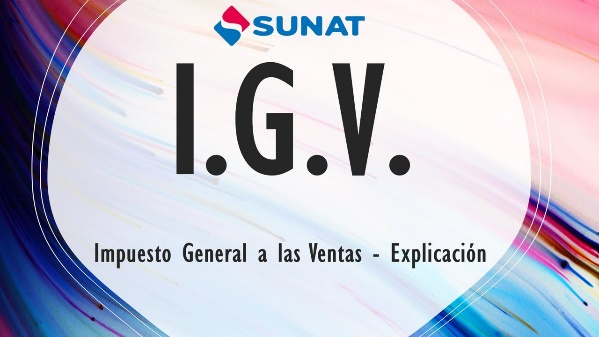 SUNAT
I.G.V.
Impuesto General a las Ventas - Explicación